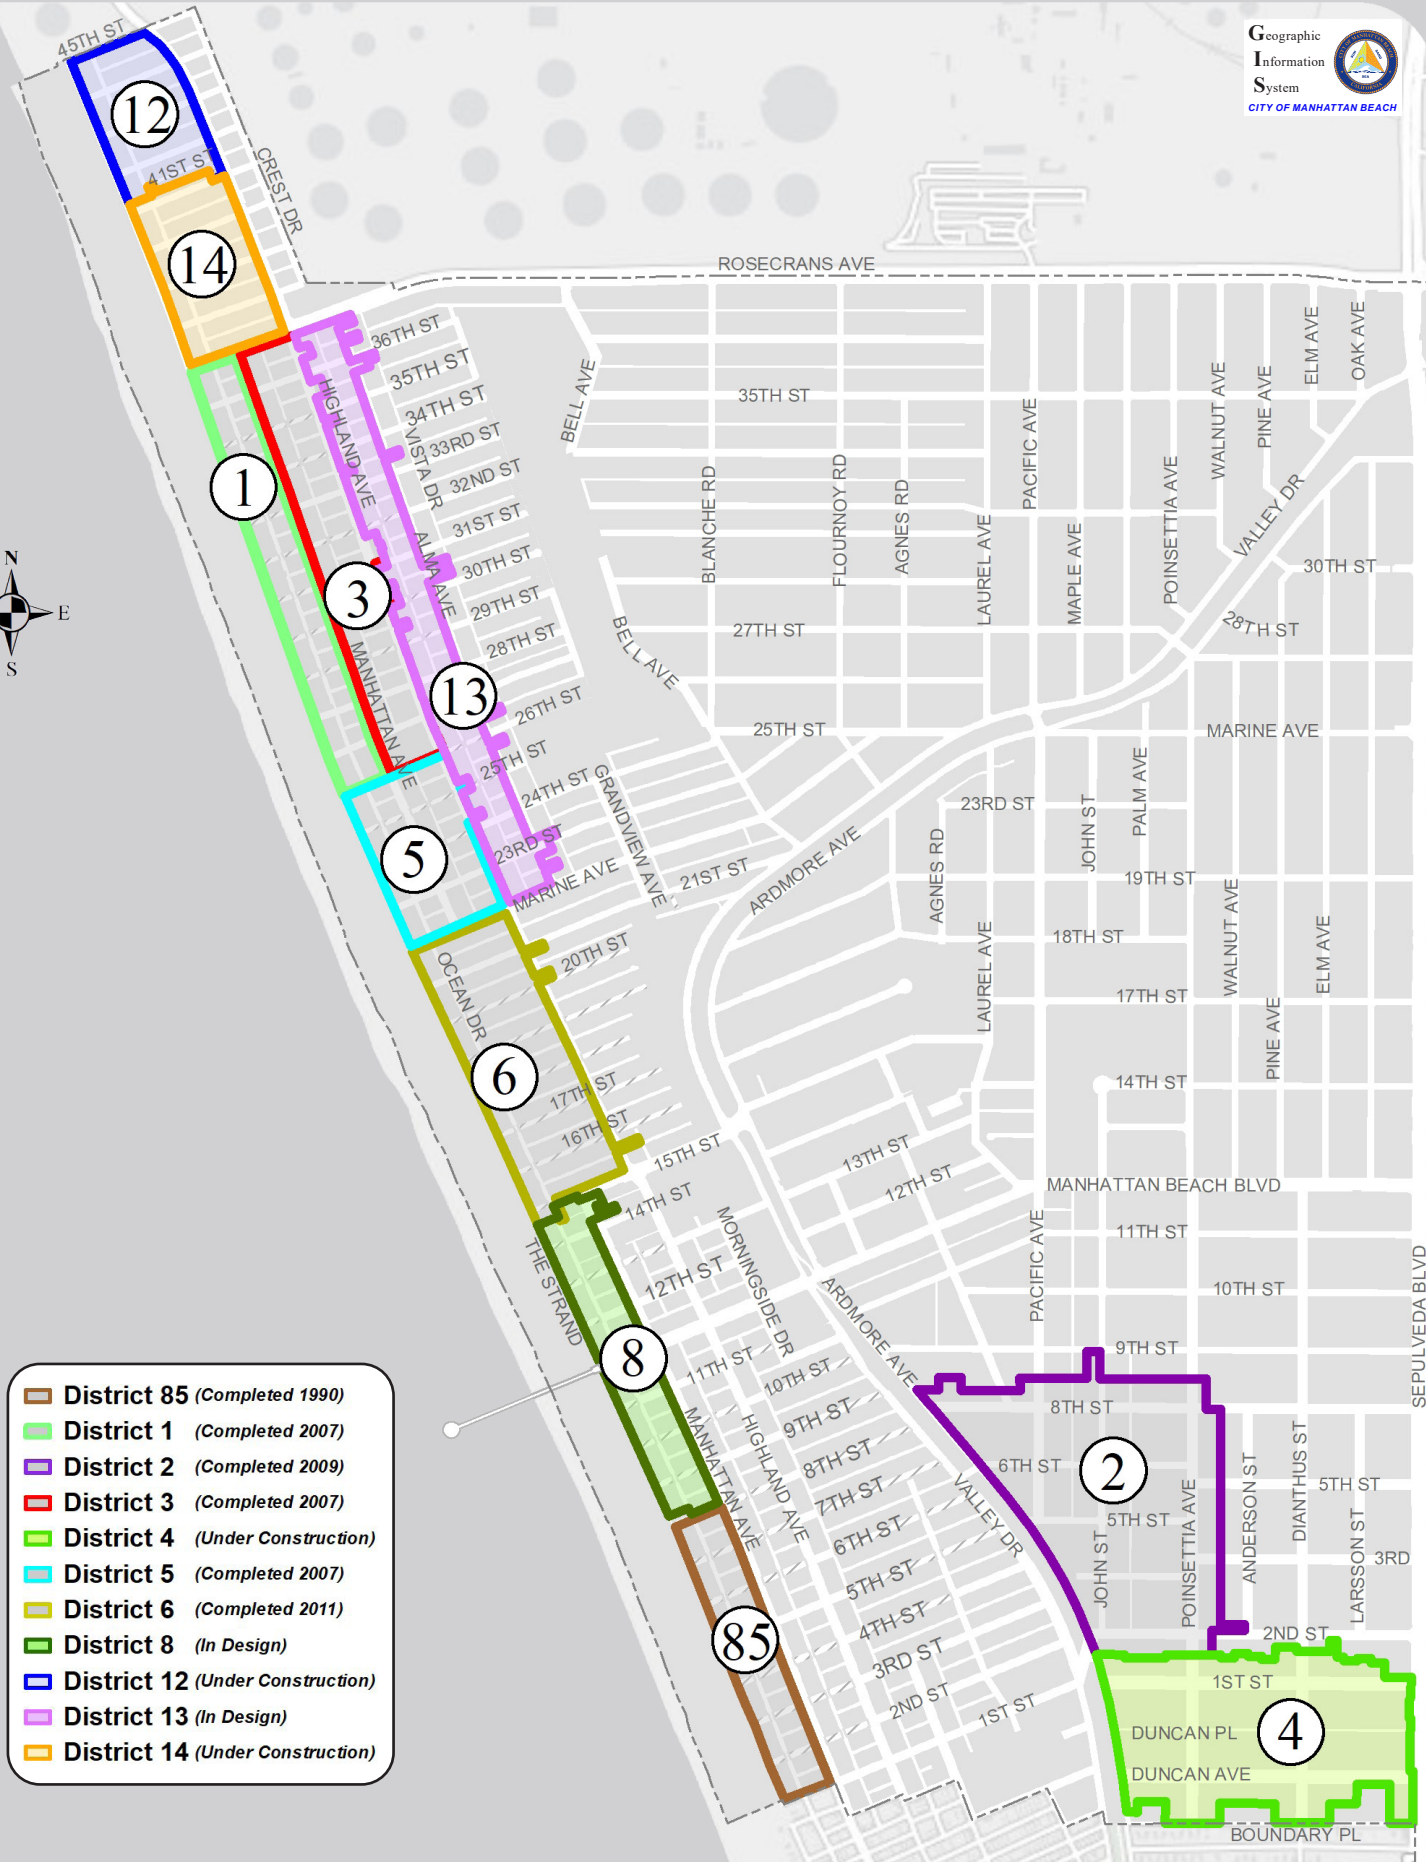 Geographic
Information
System
CITY OF MANHATTAN BEACH
45TH ST
12
41ST ST
CREST DR
14
ROSECRANS AVE
36TH ST
35TH ST
34TH ST
33RD ST
32ND ST
31ST ST
30TH ST
29TH ST
28TH ST
26TH ST
25TH ST
24TH ST
23RD ST
MARINE AVE
HIGHLAND AVE
VISTA DR
ALMA AVE
MANHATTAN AVE
1
3
13
5
N
E
S
BELL AVE
BELL AVE
35TH ST
BLANCHE RD
FLOURNOY RD
AGNES RD
LAUREL AVE
PACIFIC AVE
MAPLE AVE
POINSETTIA AVE
WALNUT AVE
PINE AVE
ELM AVE
OAK AVE
VALLEY DR
30TH ST
28TH ST
27TH ST
25TH ST
MARINE AVE
GRANDVIEW AVE
21ST ST
ARDMORE AVE
23RD ST
AGNES RD
JOHN ST
PALM AVE
19TH ST
18TH ST
17TH ST
LAUREL AVE
WALNUT AVE
ELM AVE
PINE AVE
14TH ST
20TH ST
OCEAN DR
6
17TH ST
16TH ST
15TH ST
14TH ST
13TH ST
12TH ST
MANHATTAN BEACH BLVD
11TH ST
10TH ST
9TH ST
PACIFIC AVE
SEPULVEDA BLVD
THE STRAND
12TH ST
MORNINGSIDE DR
ARDMORE AVE
8
11TH ST
10TH ST
9TH ST
8TH ST
7TH ST
6TH ST
5TH ST
4TH ST
3RD ST
2ND ST
1ST ST
MANHATTAN AVE
HIGHLAND AVE
VALLEY DR
85
8TH ST
6TH ST
2
5TH ST
JOHN ST
POINSETTIA AVE
ANDERSON ST
DIANTHUS ST
LARSSON ST
5TH ST
3RD
2ND ST
1ST ST
DUNCAN PL
4
DUNCAN AVE
BOUNDARY PL
District 85 (Completed 1990)
District 1 (Completed 2007)
District 2 (Completed 2009)
District 3 (Completed 2007)
District 4 (Under Construction)
District 5 (Completed 2007)
District 6 (Completed 2011)
District 8 (In Design)
District 12 (Under Construction)
District 13 (In Design)
District 14 (Under Construction)